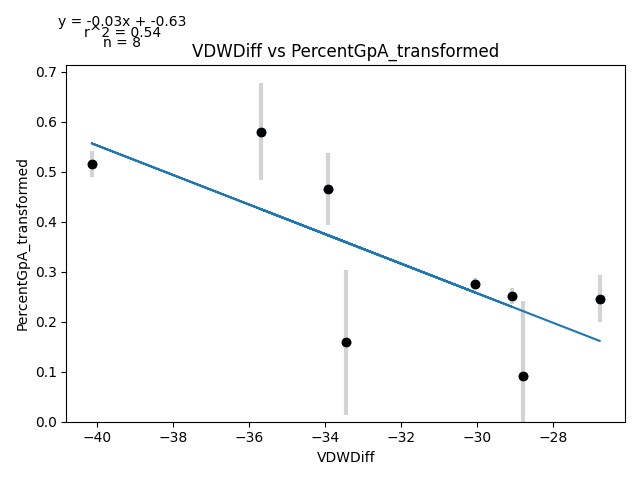 y = -0.03x + -0.63
r^2 = 0.54
n = 8
VDWDiff vs PercentGpA_transformed
PercentGpA_transformed
0.7
0.6
0.5
0.4
0.3
0.2
0.1
0.0
−40 −38 −36 −34 −32 −30 −28
VDWDiff